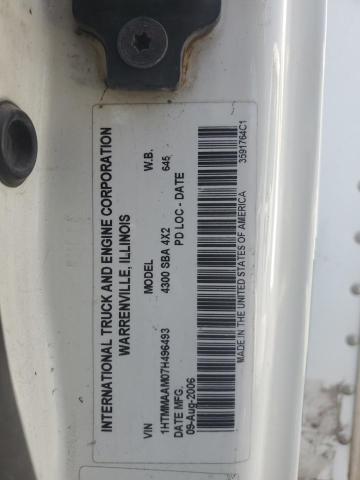 INTERNATIONAL TRUCK AND ENGINE CORPORATION
WARRENVILLE, ILLINOIS
VIN MODEL W.B.
1HTMMAAM07H496493 4300 SBA 4X2 645
DATE MFG. PD LOC - DATE
09-Aug-2006
MADE IN UNITED STATES OF AMERICA 3591764C1